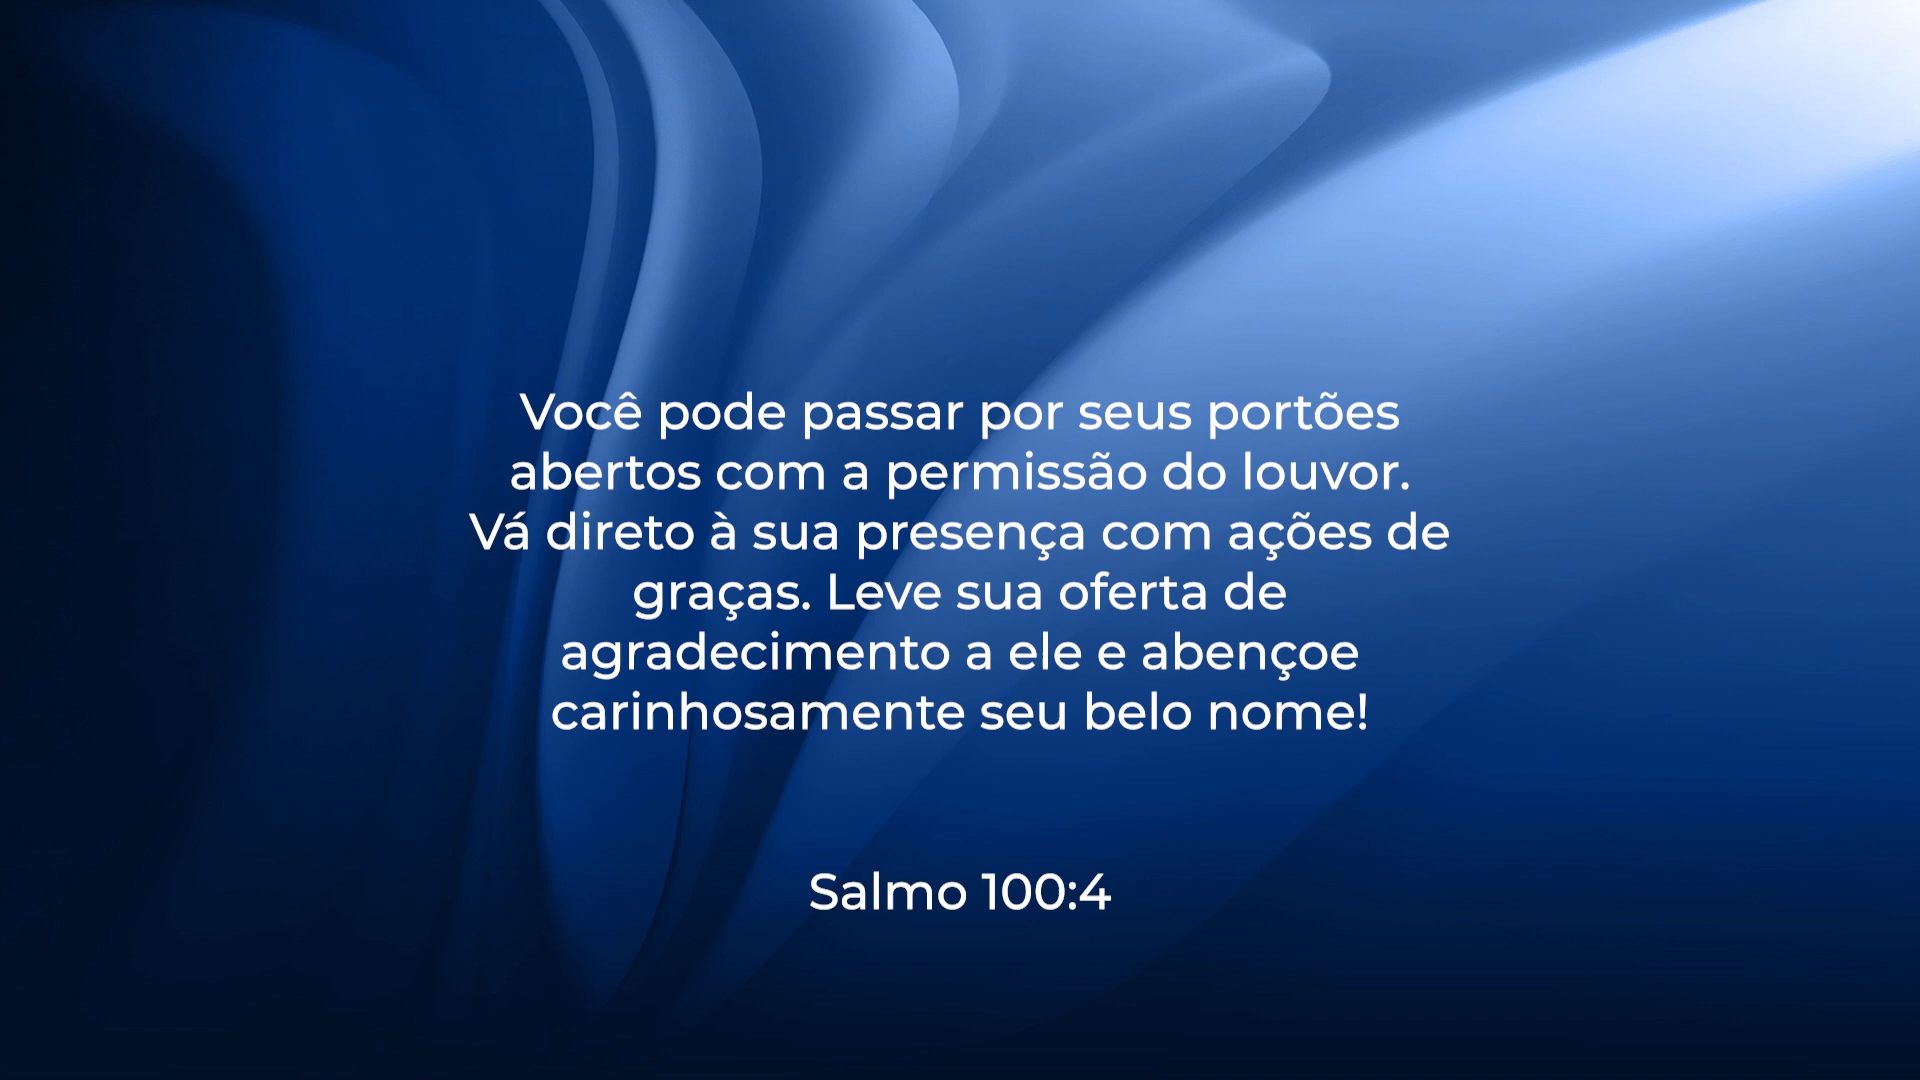 Você pode passar por seus portões
abertos com a permissão do louvor.
Vá direto à sua presença com ações de
graças. Leve sua oferta de
agradecimento a ele e abençoe
carinhosamente seu belo nome!
Salmo 100:4